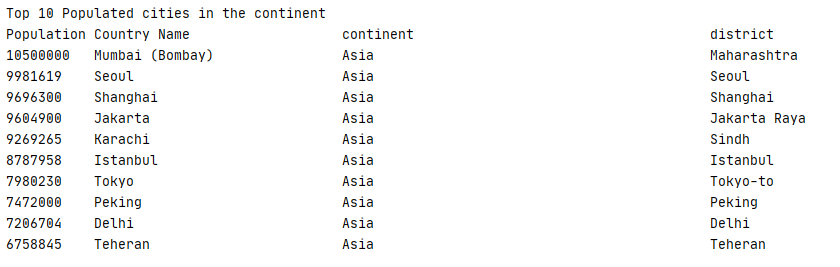 Top 10 Populated cities in the continent
Population Country Name continent district
10500000 Mumbai (Bombay) Asia Maharashtra
9981619 Seoul Asia Seoul
9696300 Shanghai Asia Shanghai
9604900 Jakarta Asia Jakarta Raya
9269265 Karachi Asia Sindh
8787958 Istanbul Asia Istanbul
7980230 Tokyo Asia Tokyo-to
7472000 Peking Asia Peking
7206704 Delhi Asia Delhi
6758845 Teheran Asia Teheran